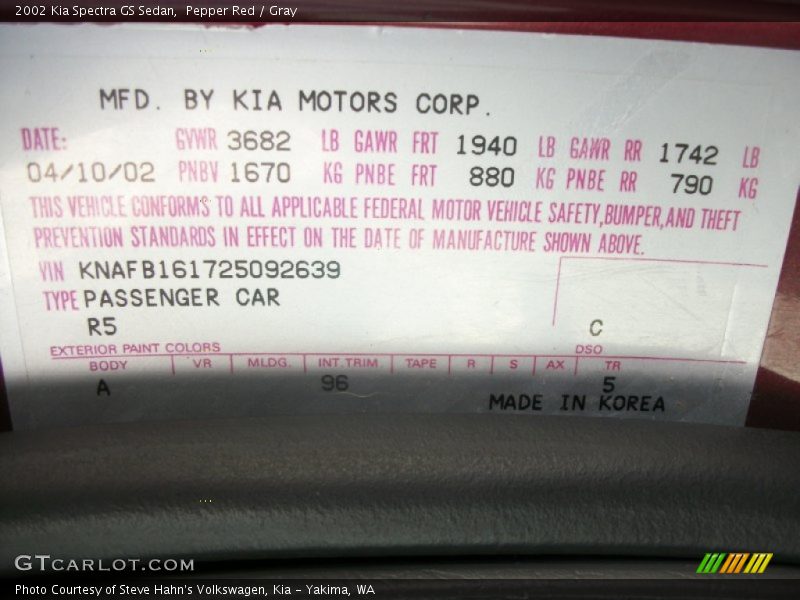 2002 Kia Spectra GS Sedan, Pepper Red / Gray
MFD. BY KIA MOTORS CORP.
DATE: GVWR 3682 LB GAWR FRT 1940 LB GAWR RR 1742 LB
04/10/02 PNBV 1670 KG PNBE FRT 880 KG PNBE RR 790 KG
THIS VEHICLE CONFORMS TO ALL APPLICABLE FEDERAL MOTOR VEHICLE SAFETY,BUMPER,AND THEFT
PREVENTION STANDARDS IN EFFECT ON THE DATE OF MANUFACTURE SHOWN ABOVE.
VIN KNAFB161725092639
TYPE PASSENGER CAR
R5 C
EXTERIOR PAINT COLORS DSO
BODY VR MLDG. INT.TRIM TAPE R S AX TR
A 96 5
MADE IN KOREA
GTCARLOT.COM
Photo Courtesy of Steve Hahn's Volkswagen, Kia - Yakima, WA